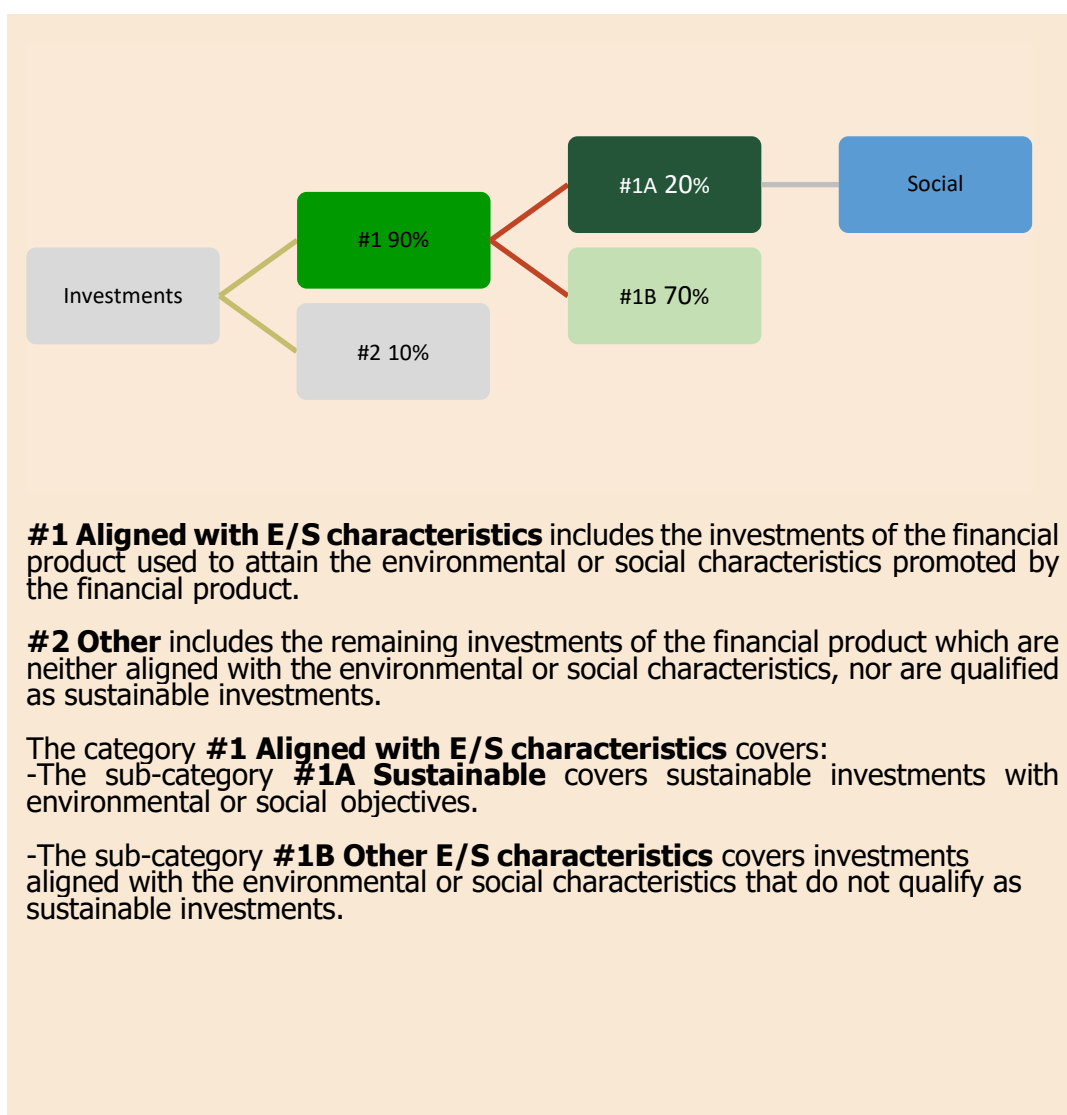 #1A 20%
Social
#1 90%
Investments
#1B 70%
#2 10%
#1 Aligned with E/S characteristics includes the investments of the financial
product used to attain the environmental or social characteristics promoted by
the financial product.
#2 Other includes the remaining investments of the financial product which are
neither aligned with the environmental or social characteristics, nor are qualified
as sustainable investments.
The category #1 Aligned with E/S characteristics covers:
-The sub-category #1A Sustainable covers sustainable investments with
environmental or social objectives.
-The sub-category #1B Other E/S characteristics covers investments
aligned with the environmental or social characteristics that do not qualify as
sustainable investments.